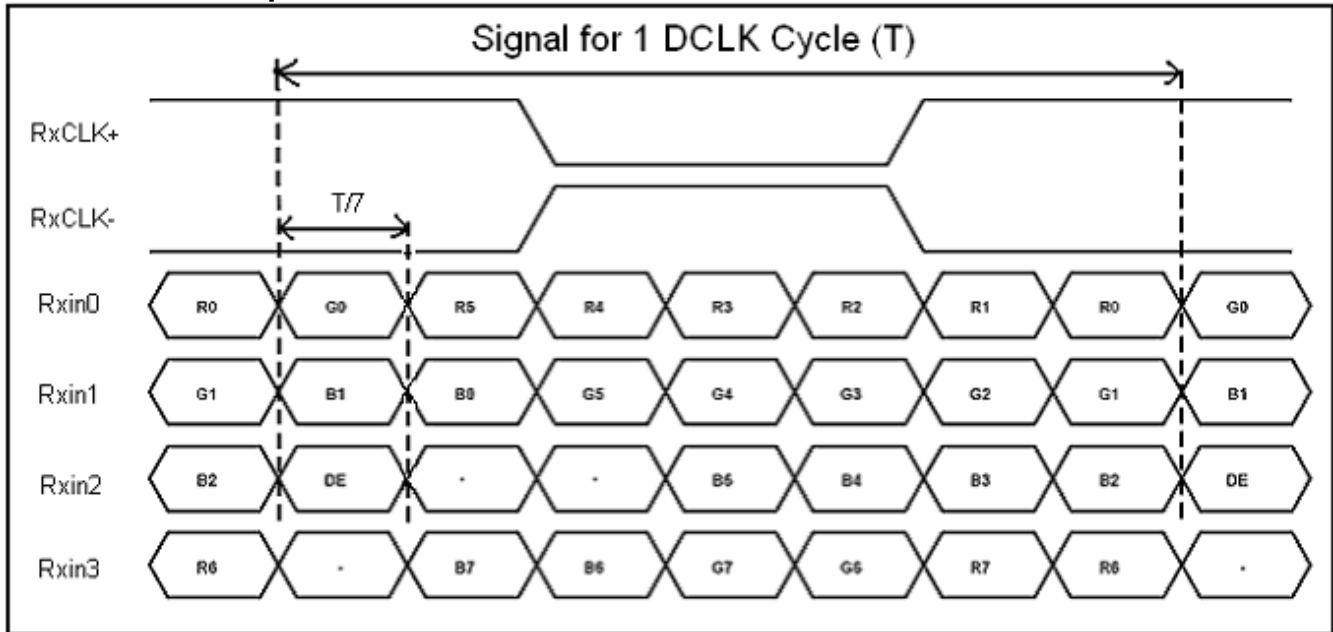 Signal for 1 DCLK Cycle (T)
RxCLK+
RxCLK-
T/7
Rxin0 R0 G0 R5 R4 R3 R2 R1 R0 G0
Rxin1 G1 B1 B0 G5 G4 G3 G2 G1 B1
Rxin2 B2 DE - - B5 B4 B3 B2 DE
Rxin3 R6 - B7 B6 G7 G6 R7 R6 -